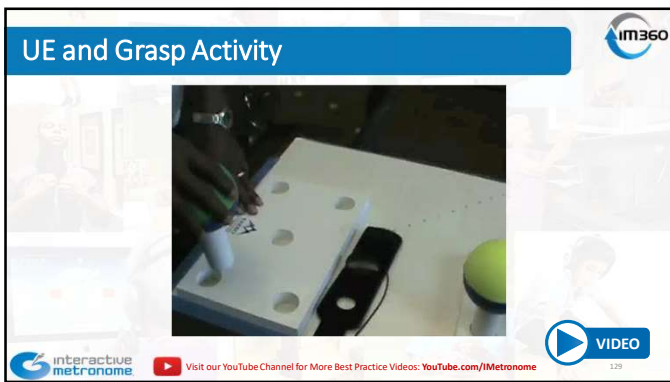 UE and Grasp Activity
IM360
VIDEO
interactive
metronome
Visit our YouTube Channel for More Best Practice Videos: YouTube.com/IMetronome
129